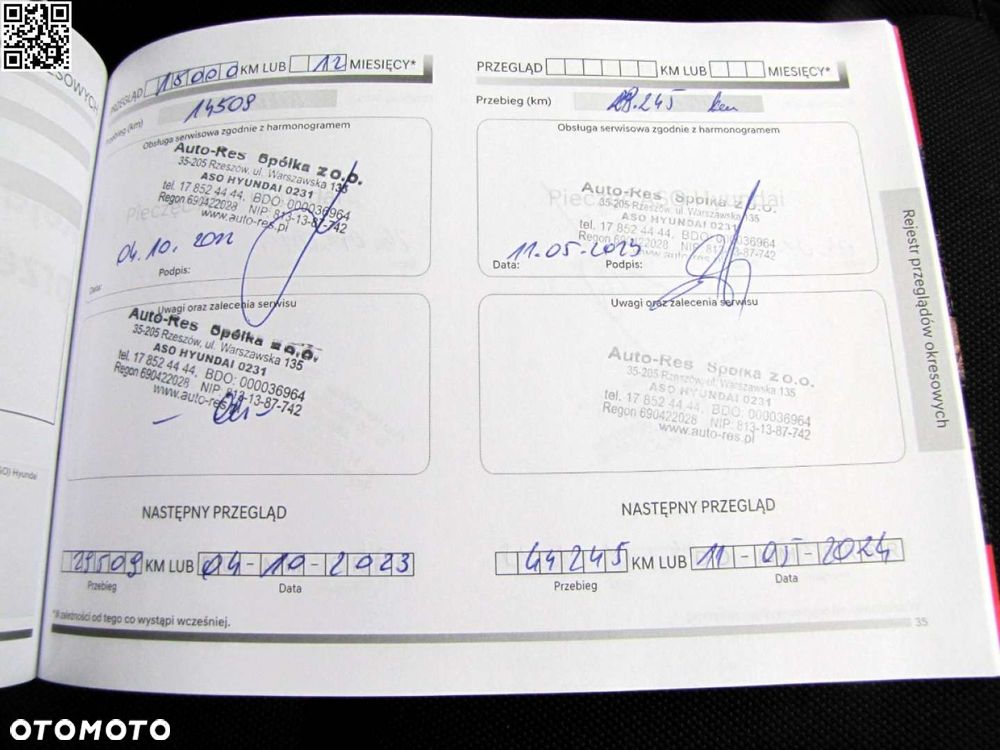 ESOWYCH
PRZEGLĄD 15000 KM LUB 12 MIESIĘCY*
Przebieg (km) 14509
Obsługa serwisowa zgodnie z harmonogramem
Auto-Res Spółka z o.o.
35-205 Rzeszów, ul. Warszawska 135
ASO HYUNDAI 0231
tel. 17 852 44 44, BDO: 000036964
Regon 690422028 NIP: 813-13-87-742
www.auto-res.pl
04.10.2022
Data: Podpis:
Uwagi oraz zalecenia serwisu
Auto-Res Spółka z o.o.
35-205 Rzeszów, ul. Warszawska 135
ASO HYUNDAI 0231
tel. 17 852 44 44, BDO: 000036964
Regon 690422028 NIP: 813-13-87-742
www.auto-res.pl
NASTĘPNY PRZEGLĄD
29509 KM LUB 04-10-2023
Przebieg Data
*W zależności od tego co wystąpi wcześniej.
PRZEGLĄD KM LUB MIESIĘCY*
Przebieg (km) 28.245 km
Obsługa serwisowa zgodnie z harmonogramem
Auto-Res Spółka z o.o.
35-205 Rzeszów, ul. Warszawska 135
ASO HYUNDAI 0231
tel. 17 852 44 44, BDO: 000036964
Regon 690422028 NIP: 813-13-87-742
www.auto-res.pl
11-05-2023
Data: Podpis:
Uwagi oraz zalecenia serwisu
Auto-Res Spółka z o.o.
35-205 Rzeszów, ul. Warszawska 135
ASO HYUNDAI 0231
tel. 17 852 44 44, BDO: 000036964
Regon 690422028 NIP: 813-13-87-742
www.auto-res.pl
NASTĘPNY PRZEGLĄD
44245 KM LUB 11-05-2024
Przebieg Data
35
Rejestr przeglądów okresowych
OTOMOTO